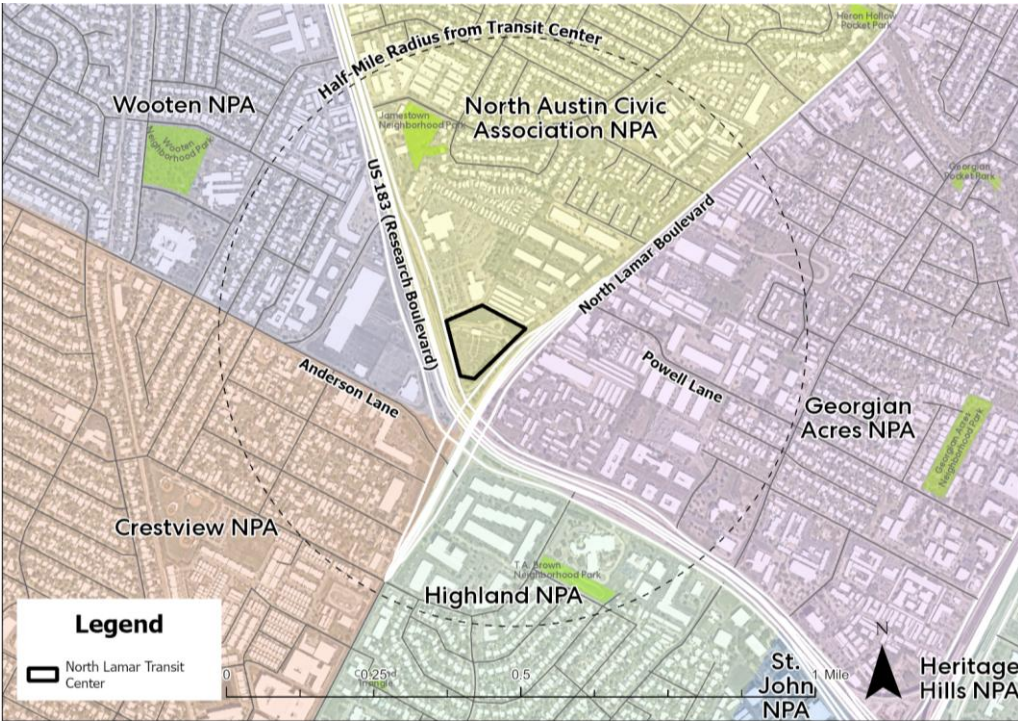 Heron Hollow
Pocket Park
Half-Mile Radius from Transit Center
Wooten NPA
North Austin Civic
Association NPA
Jamestown
Neighborhood Park
Wooten
Neighborhood Park
Georgian
Pocket Park
US 183 (Research Boulevard)
North Lamar Boulevard
Anderson Lane
Powell Lane
Georgian
Acres NPA
Georgian Acres
Neighborhood Park
Crestview NPA
T.A. Brown
Neighborhood Park
Highland NPA
Legend
North Lamar Transit
Center
0
0.25
0.5
1 Mile
Triangle
St.
John
NPA
N
Heritage
Hills NPA